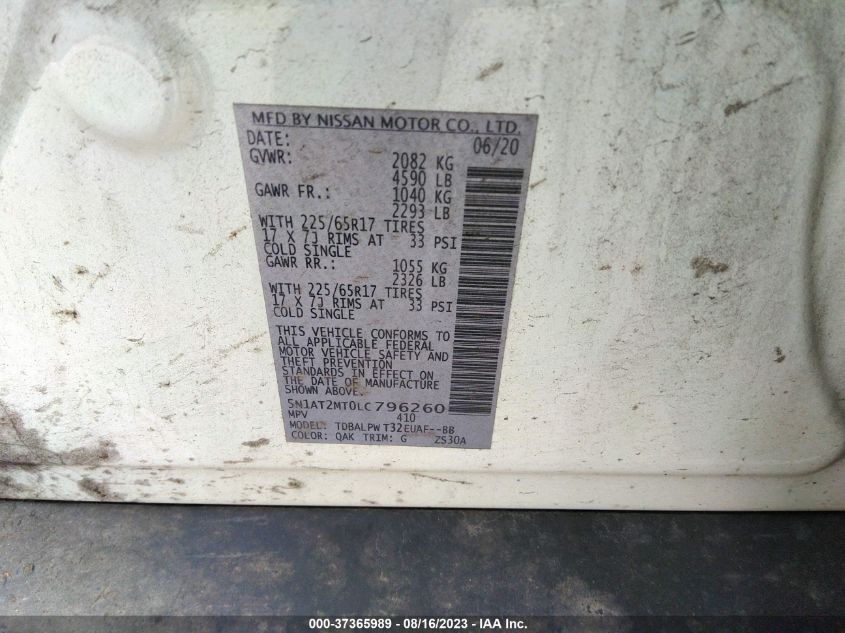 MFD BY NISSAN MOTOR CO., LTD.
DATE: 06/20
GVWR: 2082 KG
4590 LB
GAWR FR.: 1040 KG
2293 LB
WITH 225/65R17 TIRES
17 X 7J RIMS AT 33 PSI
COLD SINGLE
GAWR RR.: 1055 KG
2326 LB
WITH 225/65R17 TIRES
17 X 7J RIMS AT 33 PSI
COLD SINGLE
THIS VEHICLE CONFORMS TO
ALL APPLICABLE FEDERAL
MOTOR VEHICLE SAFETY AND
THEFT PREVENTION
STANDARDS IN EFFECT ON
THE DATE OF MANUFACTURE
SHOWN ABOVE.
5N1AT2MT0LC796260
MPV 410
MODEL: TDBALPW T32EUAF--BB
COLOR: QAK TRIM: G ZS30A
000-37365989 - 08/16/2023 - IAA Inc.